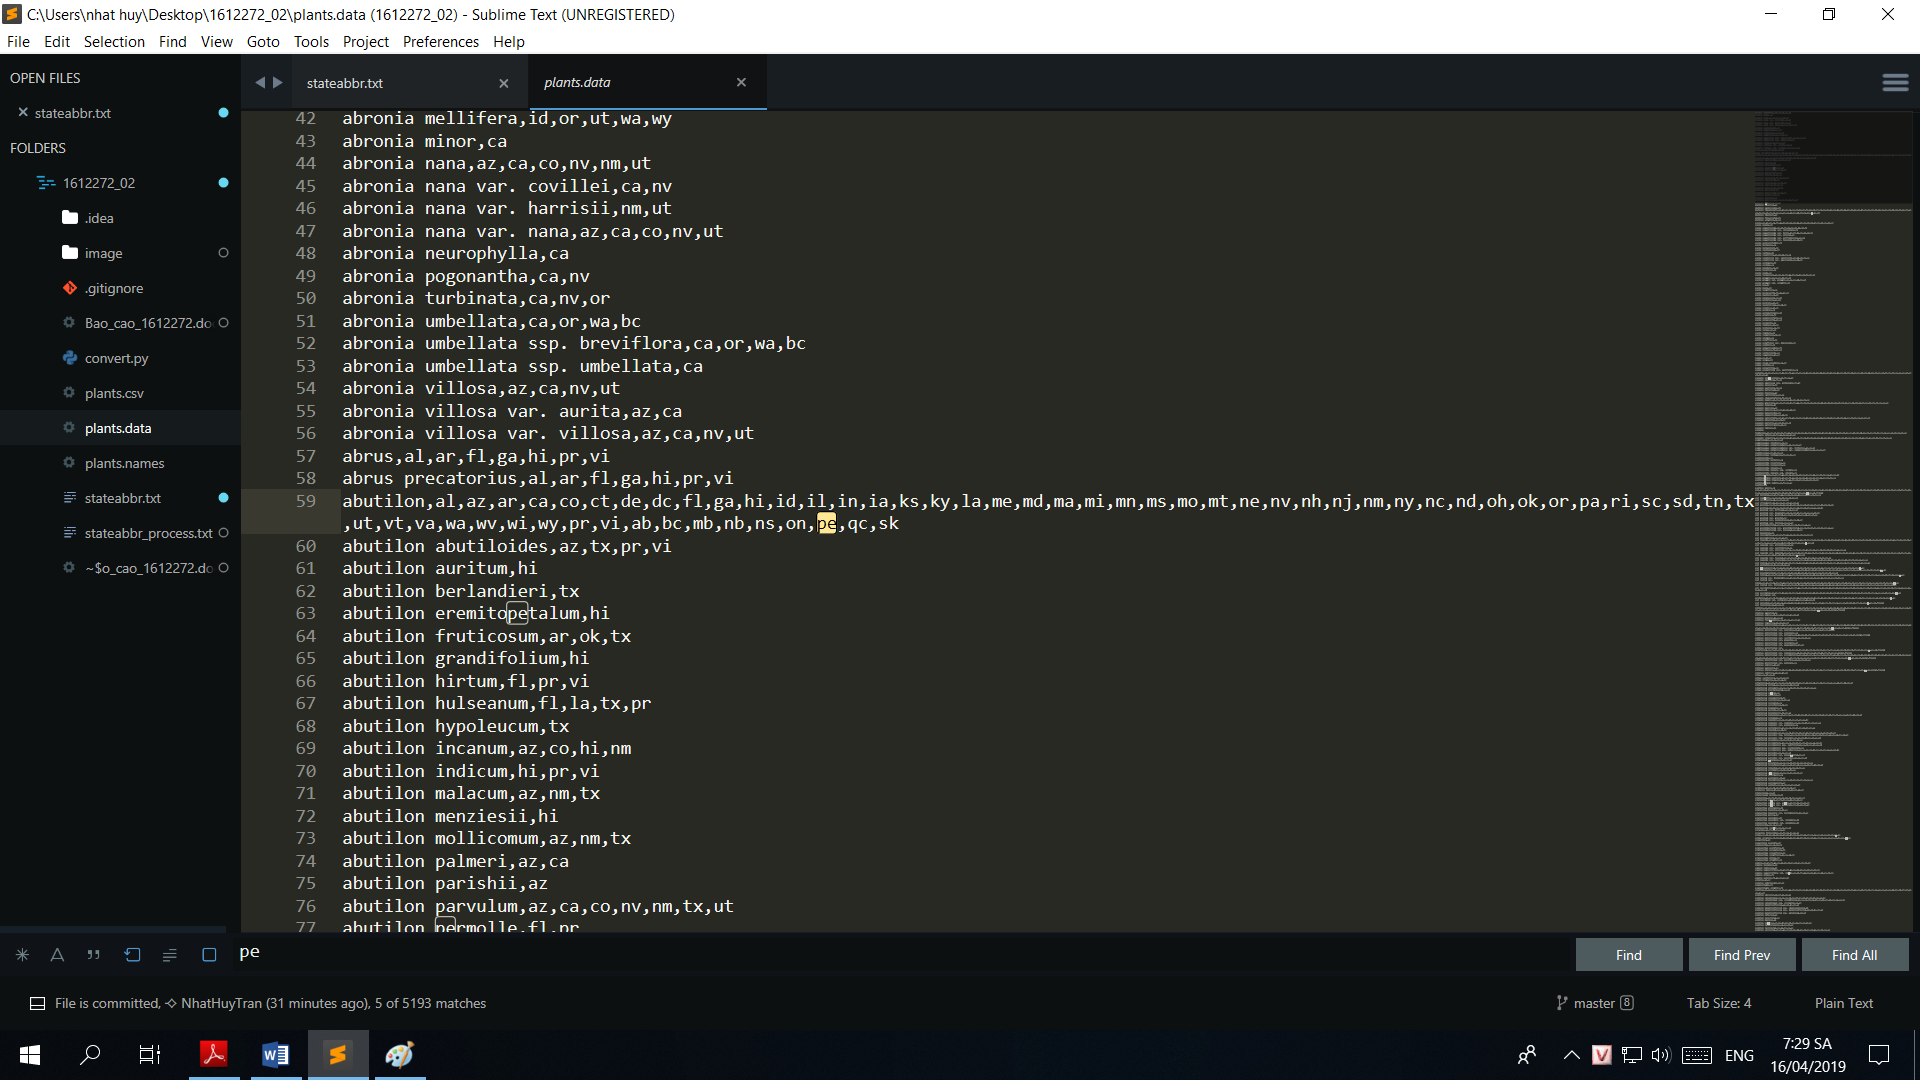 C:\Users\nhat huy\Desktop\1612272_02\plants.data (1612272_02) - Sublime Text (UNREGISTERED)
File Edit Selection Find View Goto Tools Project Preferences Help
OPEN FILES
stateabbr.txt
FOLDERS
1612272_02
.idea
image
.gitignore
Bao_cao_1612272.do
convert.py
plants.csv
plants.data
plants.names
stateabbr.txt
stateabbr_process.txt
~$o_cao_1612272.do
stateabbr.txt
plants.data
42 abronia mellifera,id,or,ut,wa,wy
43 abronia minor,ca
44 abronia nana,az,ca,co,nv,nm,ut
45 abronia nana var. covillei,ca,nv
46 abronia nana var. harrisii,nm,ut
47 abronia nana var. nana,az,ca,co,nv,ut
48 abronia neurophylla,ca
49 abronia pogonantha,ca,nv
50 abronia turbinata,ca,nv,or
51 abronia umbellata,ca,or,wa,bc
52 abronia umbellata ssp. breviflora,ca,or,wa,bc
53 abronia umbellata ssp. umbellata,ca
54 abronia villosa,az,ca,nv,ut
55 abronia villosa var. aurita,az,ca
56 abronia villosa var. villosa,az,ca,nv,ut
57 abrus,al,ar,fl,ga,hi,pr,vi
58 abrus precatorius,al,ar,fl,ga,hi,pr,vi
59 abutilon,al,az,ar,ca,co,ct,de,dc,fl,ga,hi,id,il,in,ia,ks,ky,la,me,md,ma,mi,mn,ms,mo,mt,ne,nv,nh,nj,nm,ny,nc,nd,oh,ok,or,pa,ri,sc,sd,tn,tx
,ut,vt,va,wa,wv,wi,wy,pr,vi,ab,bc,mb,nb,ns,on,pe,qc,sk
60 abutilon abutiloides,az,tx,pr,vi
61 abutilon auritum,hi
62 abutilon berlandieri,tx
63 abutilon eremitopetalum,hi
64 abutilon fruticosum,ar,ok,tx
65 abutilon grandifolium,hi
66 abutilon hirtum,fl,pr,vi
67 abutilon hulseanum,fl,la,tx,pr
68 abutilon hypoleucum,tx
69 abutilon incanum,az,co,hi,nm
70 abutilon indicum,hi,pr,vi
71 abutilon malacum,az,nm,tx
72 abutilon menziesii,hi
73 abutilon mollicomum,az,nm,tx
74 abutilon palmeri,az,ca
75 abutilon parishii,az
76 abutilon parvulum,az,ca,co,nv,nm,tx,ut
77 abutilon permolle,fl,pr
pe
Find Find Prev Find All
File is committed, NhatHuyTran (31 minutes ago), 5 of 5193 matches
master 8 Tab Size: 4 Plain Text
ENG
7:29 SA
16/04/2019